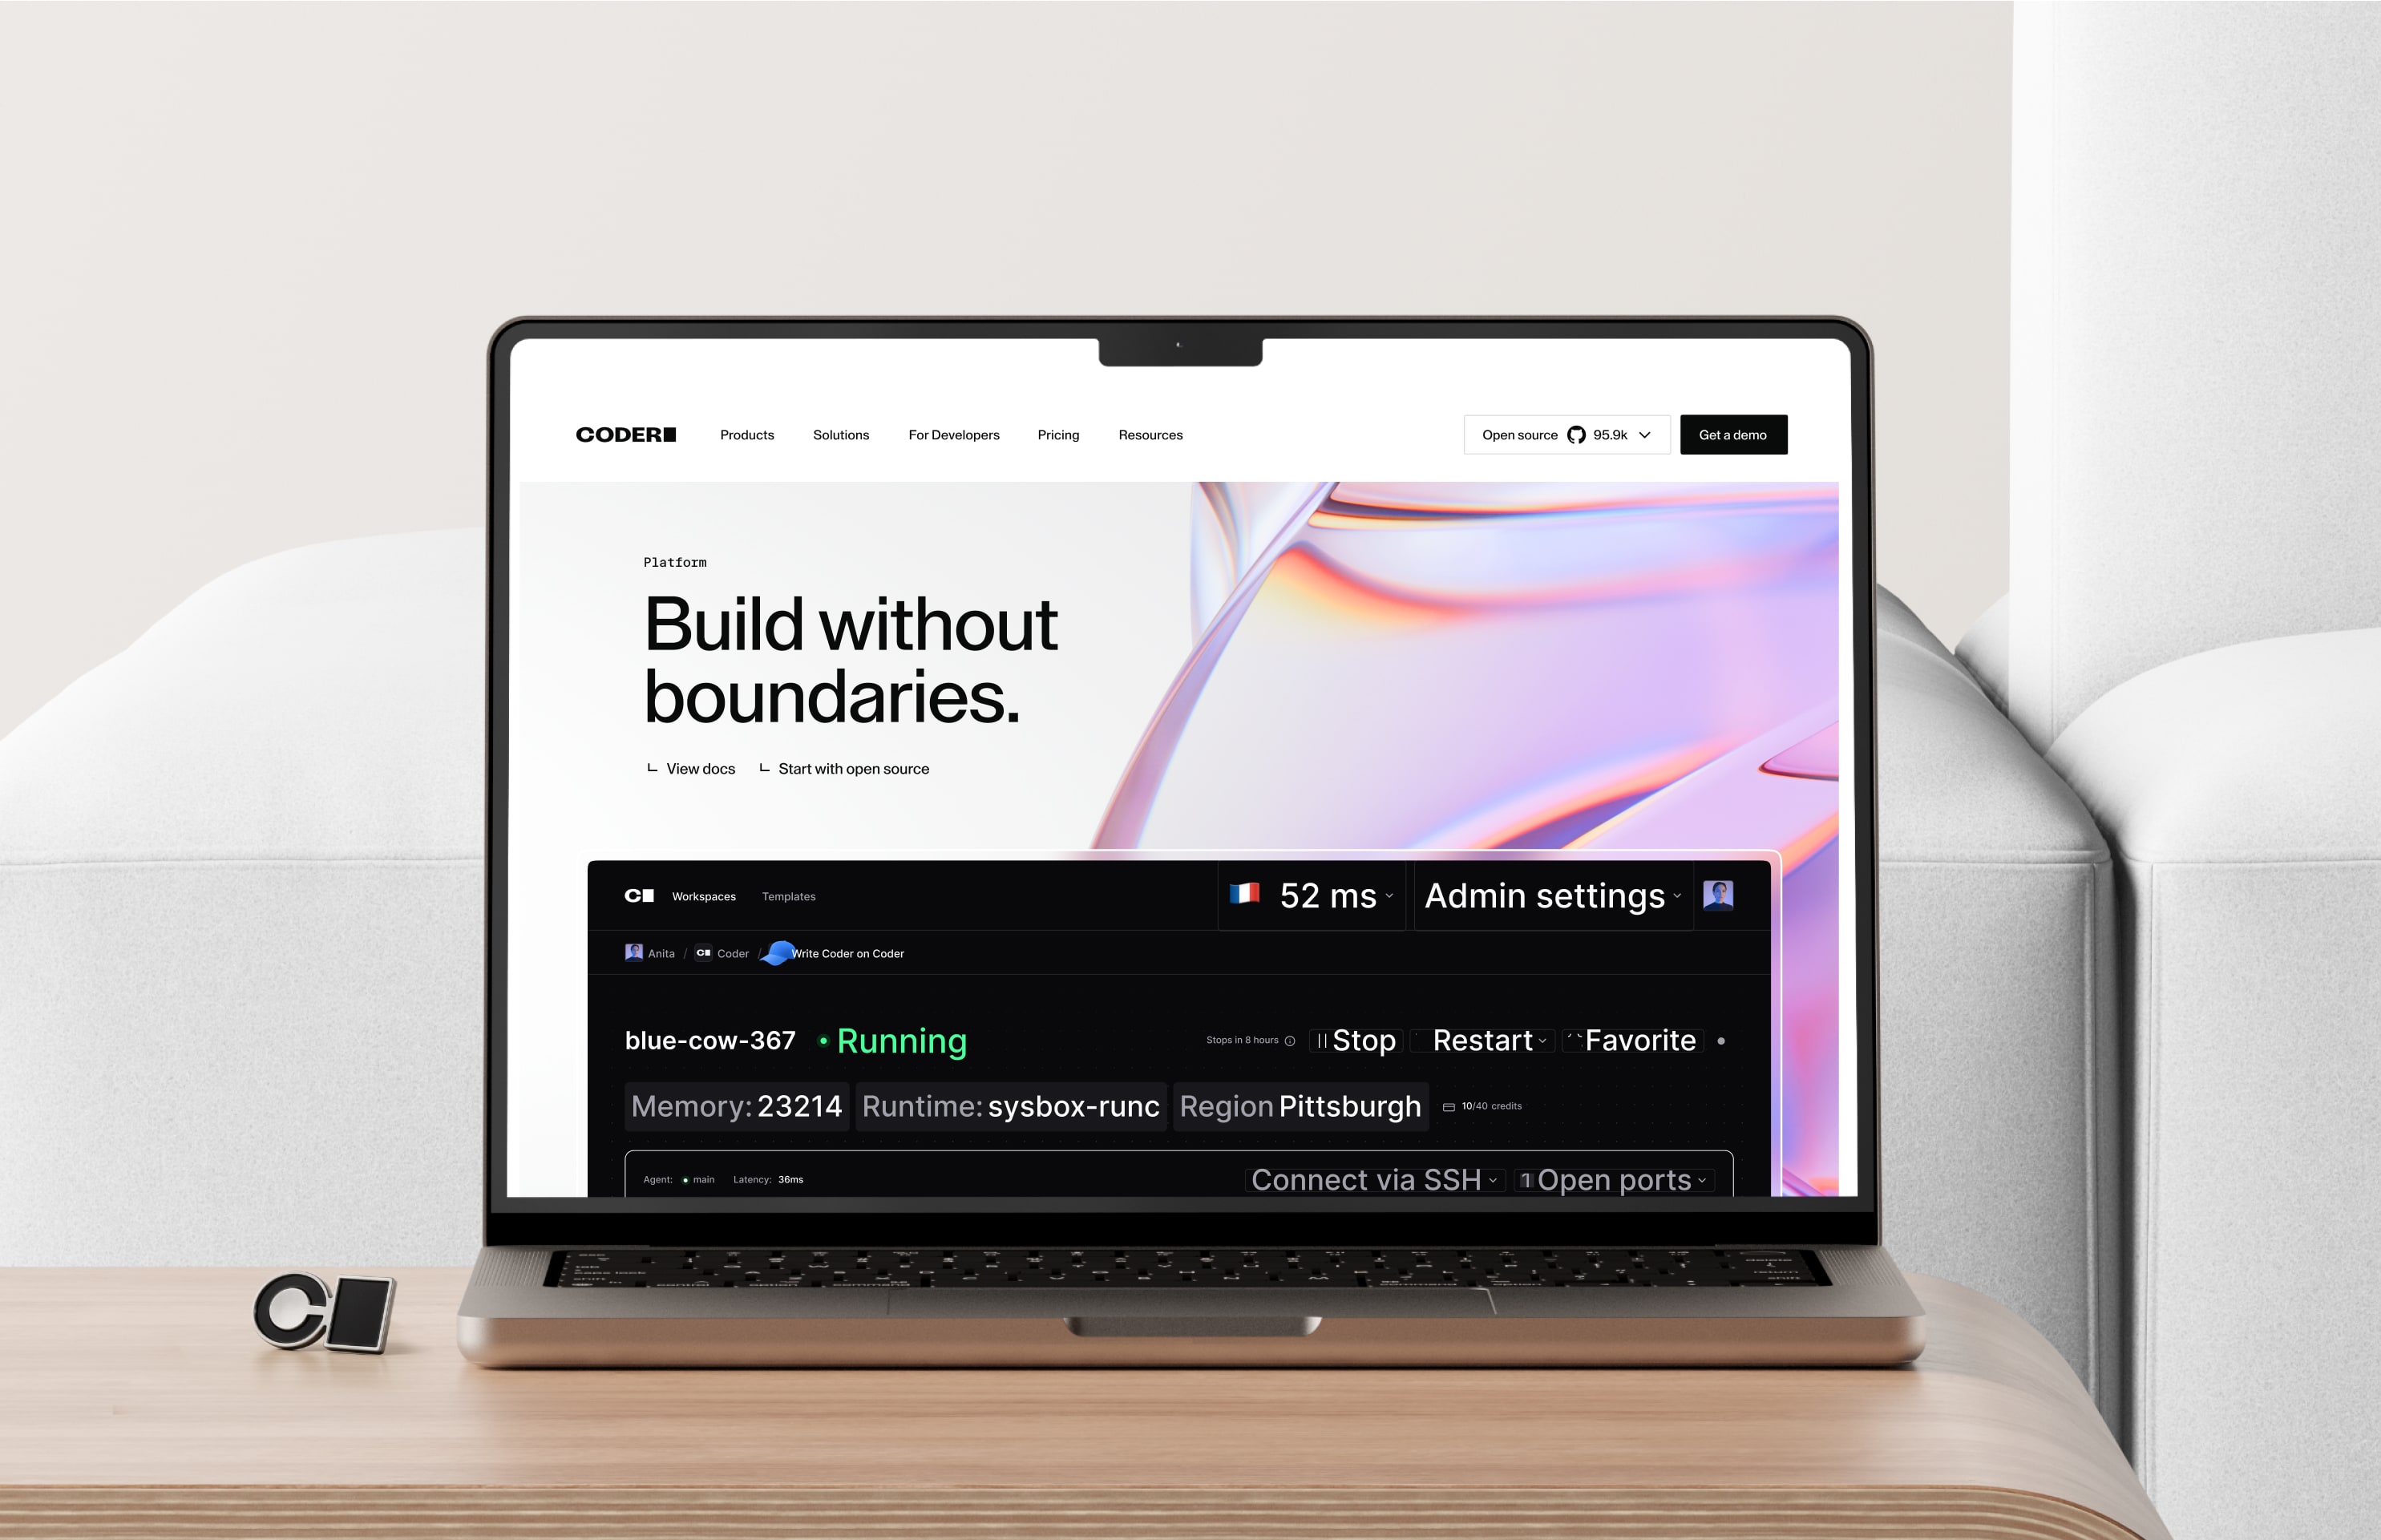 CODER
Products Solutions For Developers Pricing Resources
Open source 95.9k
Get a demo
Platform
Build without
boundaries.
View docs Start with open source
Workspaces Templates
52 ms Admin settings
Anita / Coder / Write Coder on Coder
blue-cow-367 Running
Stops in 8 hours Stop Restart Favorite
Memory: 23214 Runtime: sysbox-runc Region Pittsburgh 10/40 credits
Agent: main Latency: 36ms
Connect via SSH 1 Open ports